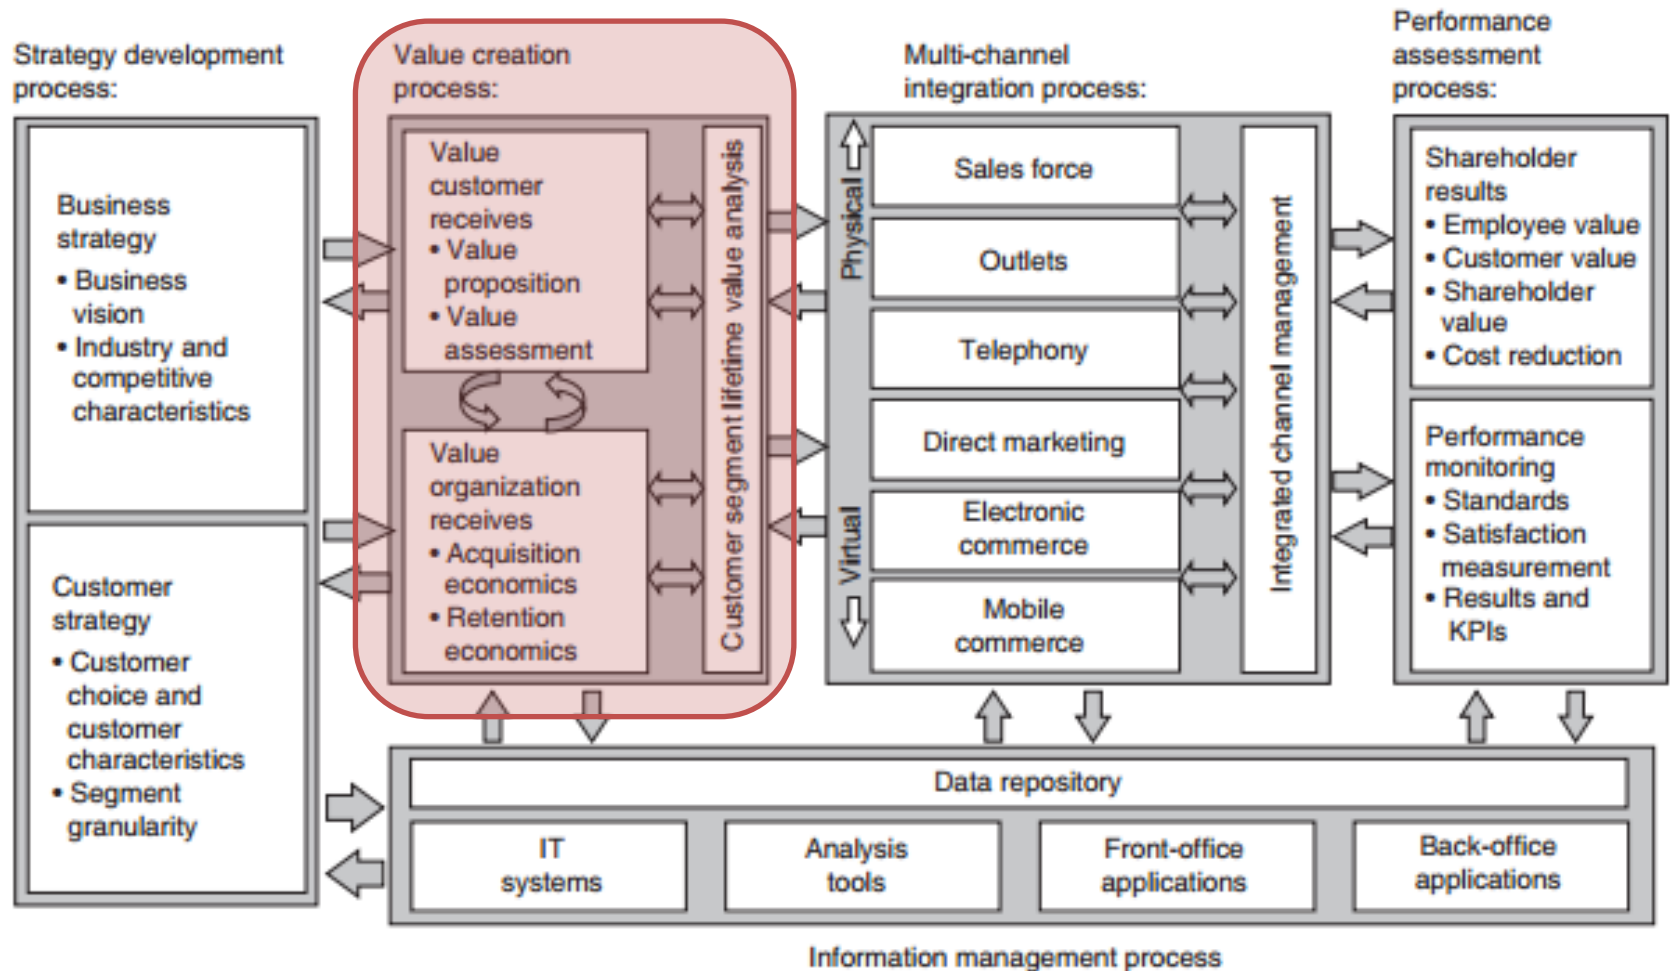 Strategy development
process:
Business
strategy
• Business
vision
• Industry and
competitive
characteristics
Customer
strategy
• Customer
choice and
customer
characteristics
• Segment
granularity
Value creation
process:
Value
customer
receives
• Value
proposition
• Value
assessment
Value
organization
receives
• Acquisition
economics
• Retention
economics
Customer segment lifetime value analysis
Multi-channel
integration process:
Physical
Virtual
Sales force
Outlets
Telephony
Direct marketing
Electronic
commerce
Mobile
commerce
Integrated channel management
Performance
assessment
process:
Shareholder
results
• Employee value
• Customer value
• Shareholder
value
• Cost reduction
Performance
monitoring
• Standards
• Satisfaction
measurement
• Results and
KPIs
Data repository
IT
systems
Analysis
tools
Front-office
applications
Back-office
applications
Information management process